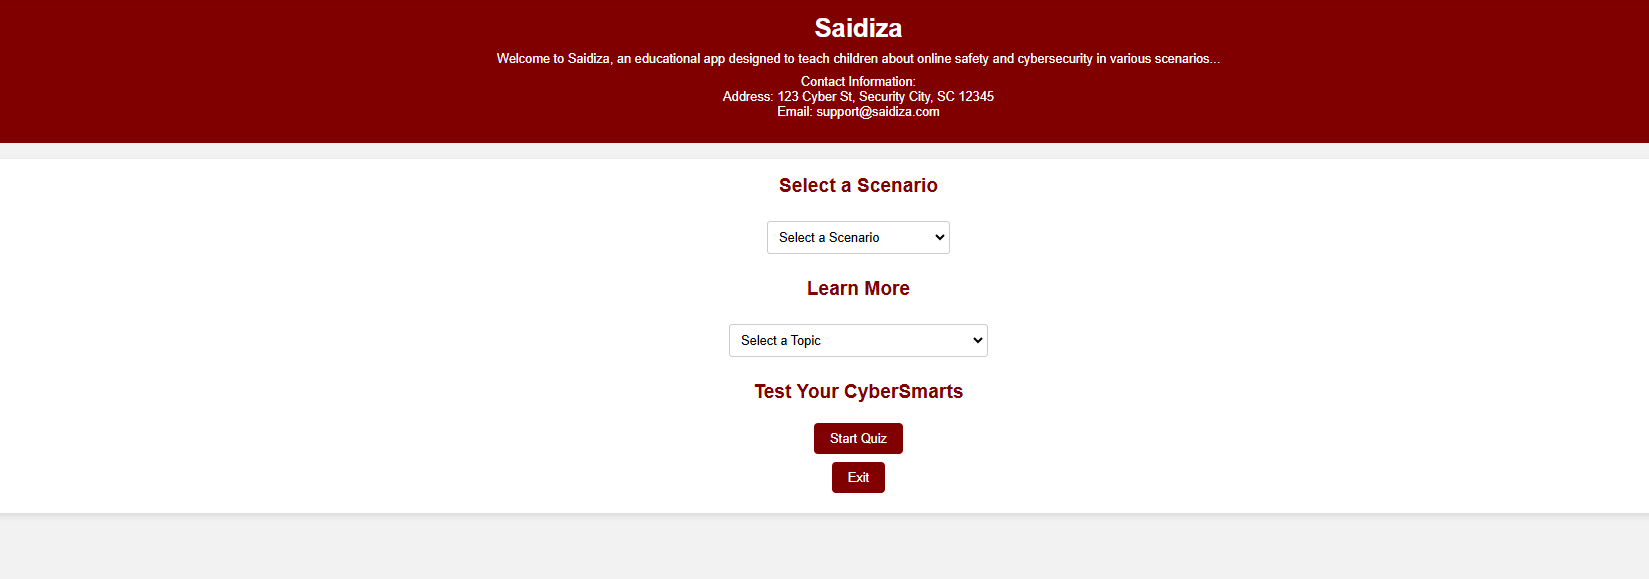 Saidiza
Welcome to Saidiza, an educational app designed to teach children about online safety and cybersecurity in various scenarios...
Contact Information:
Address: 123 Cyber St, Security City, SC 12345
Email: support@saidiza.com
Select a Scenario
Select a Scenario
Learn More
Select a Topic
Test Your CyberSmarts
Start Quiz
Exit